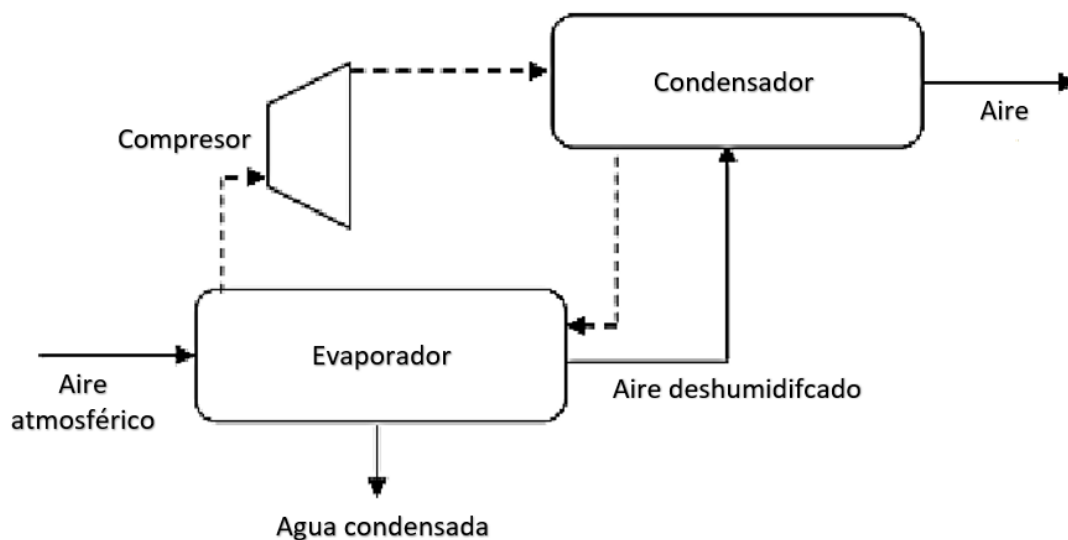 Condensador
Aire
Compresor
Evaporador
Aire
atmosférico
Aire deshumidifcado
Agua condensada